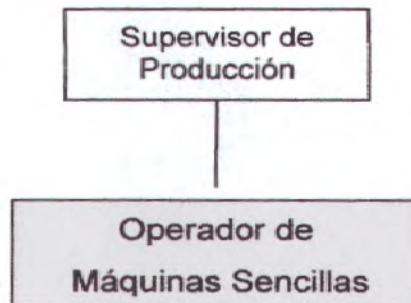 Supervisor de
Producción
Operador de
Máquinas Sencillas